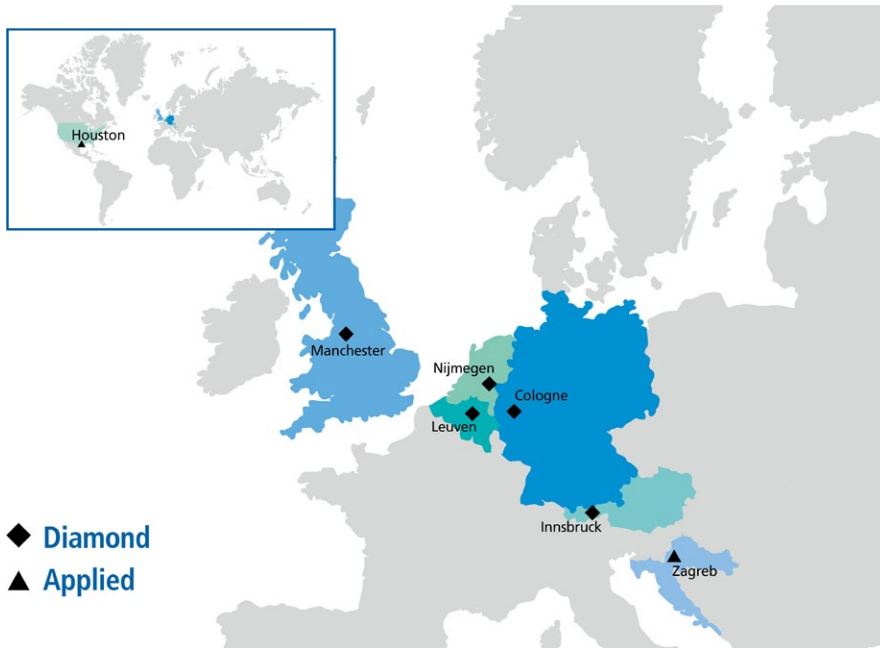 Houston
Manchester
Nijmegen
Cologne
Leuven
Innsbruck
Diamond
Zagreb
Applied